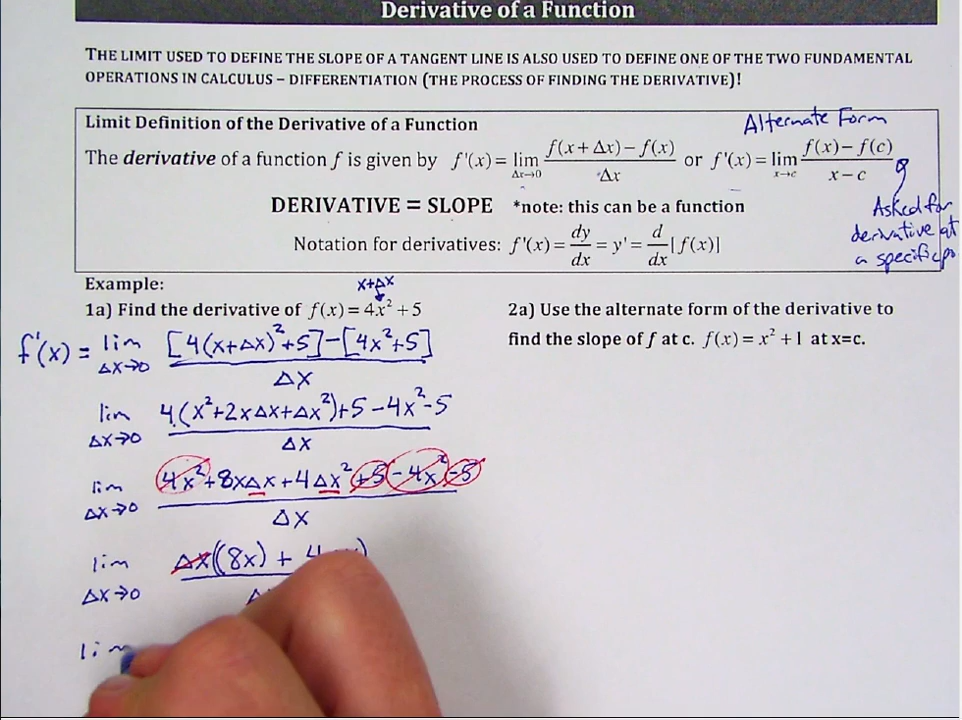 Derivative of a Function
THE LIMIT USED TO DEFINE THE SLOPE OF A TANGENT LINE IS ALSO USED TO DEFINE ONE OF THE TWO FUNDAMENTAL
OPERATIONS IN CALCULUS – DIFFERENTIATION (THE PROCESS OF FINDING THE DERIVATIVE)!
Limit Definition of the Derivative of a Function
Alternate Form
The derivative of a function f is given by f'(x) = lim Δx→0 f(x + Δx) – f(x) / Δx or f'(x) = lim x→c f(x) – f(c) / x – c
DERIVATIVE = SLOPE *note: this can be a function
Asked for
derivative at
a specific po
Notation for derivatives: f'(x) = dy/dx = y' = d/dx | f(x)|
Example:
x+Δx
1a) Find the derivative of f(x) = 4x² + 5
f'(x) = lim Δx→0 [4(x+Δx)²+5]-[4x²+5] / Δx
lim Δx→0 4(x²+2xΔx+Δx²)+5-4x²-5 / Δx
lim Δx→0 4x²+8xΔx+4Δx²+5-4x²-5 / Δx
lim Δx→0 Δx((8x) +
lim
2a) Use the alternate form of the derivative to
find the slope of f at c. f(x) = x² + 1 at x=c.